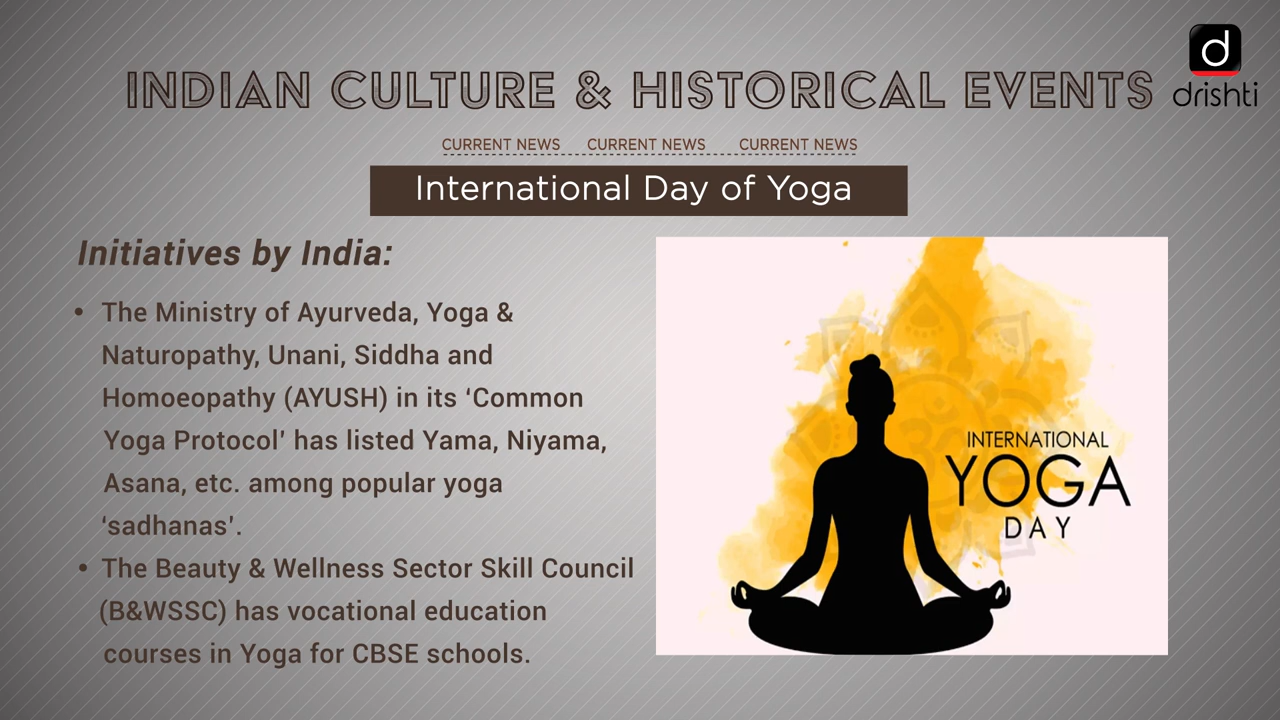 d
drishti
INDIAN CULTURE & HISTORICAL EVENTS
CURRENT NEWS CURRENT NEWS CURRENT NEWS
International Day of Yoga
Initiatives by India:
• The Ministry of Ayurveda, Yoga &
Naturopathy, Unani, Siddha and
Homoeopathy (AYUSH) in its ‘Common
Yoga Protocol’ has listed Yama, Niyama,
Asana, etc. among popular yoga
‘sadhanas’.
• The Beauty & Wellness Sector Skill Council
(B&WSSC) has vocational education
courses in Yoga for CBSE schools.
ॐ
INTERNATIONAL
YOGA
DAY